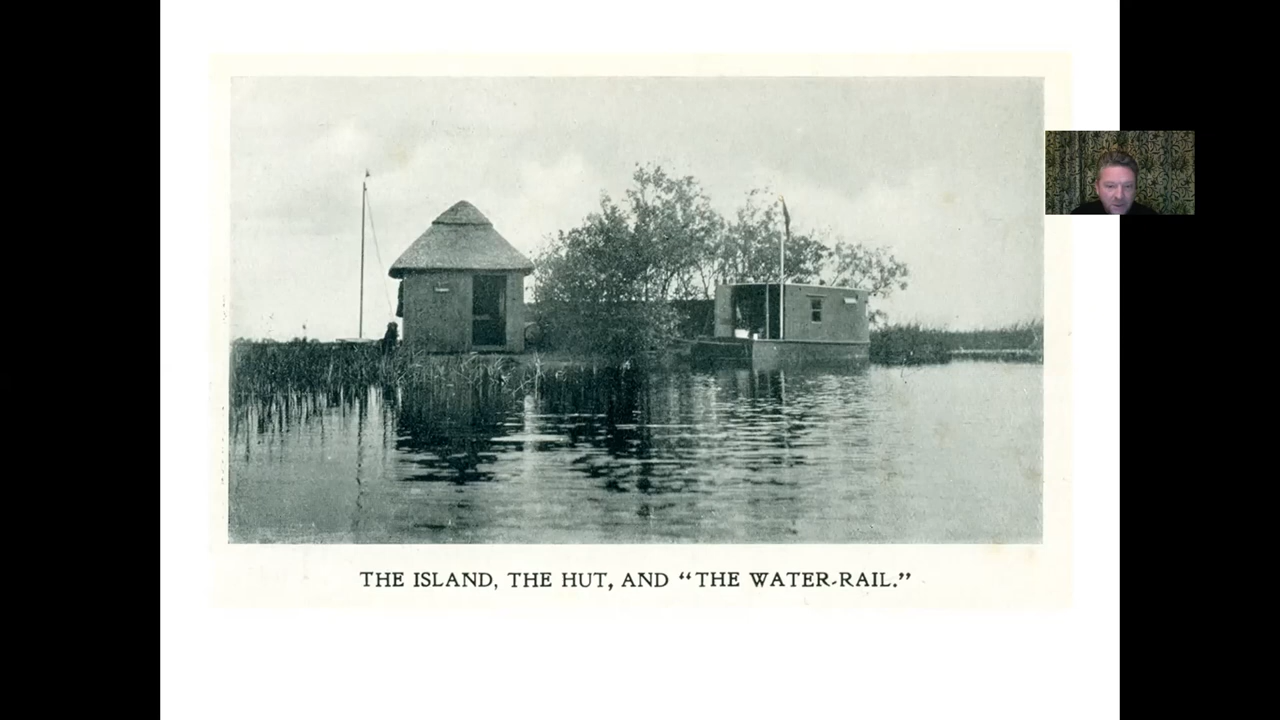 THE ISLAND, THE HUT, AND “THE WATER-RAIL.”